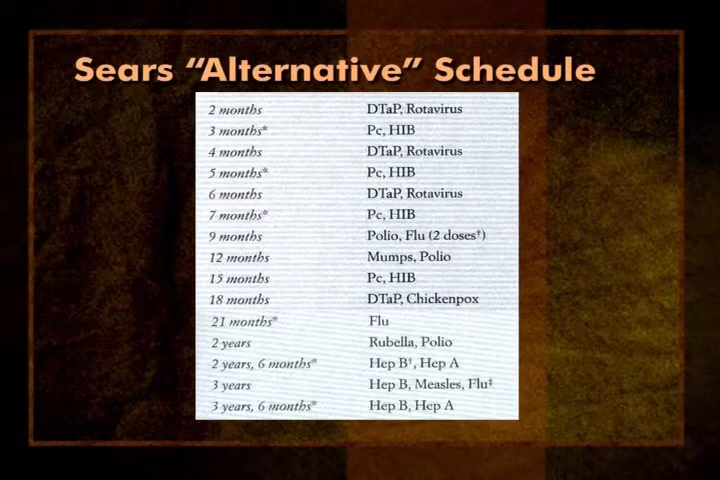 Sears “Alternative” Schedule
2 months DTaP, Rotavirus
3 months* Pc, HIB
4 months DTaP, Rotavirus
5 months* Pc, HIB
6 months DTaP, Rotavirus
7 months* Pc, HIB
9 months Polio, Flu (2 doses†)
12 months Mumps, Polio
15 months Pc, HIB
18 months DTaP, Chickenpox
21 months* Flu
2 years Rubella, Polio
2 years, 6 months* Hep B†, Hep A
3 years Hep B, Measles, Flu‡
3 years, 6 months* Hep B, Hep A